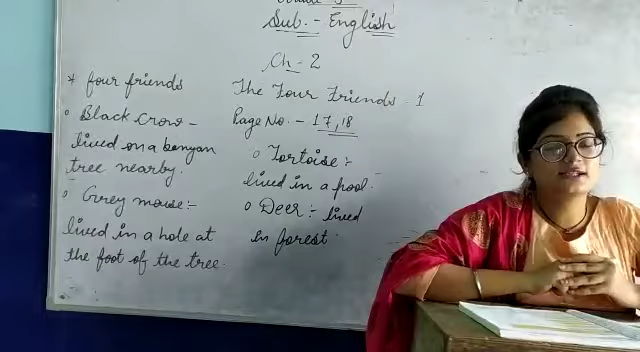 Sub. - English
Ch - 2
The Four Friends - 1
Page No. - 17, 18
* four friends
○ Black Crow -
lived on a banyan
tree nearby.
○ Grey mouse :-
lived in a hole at
the foot of the tree.
○ Tortoise :-
lived in a pool.
○ Deer :- lived
in forest.